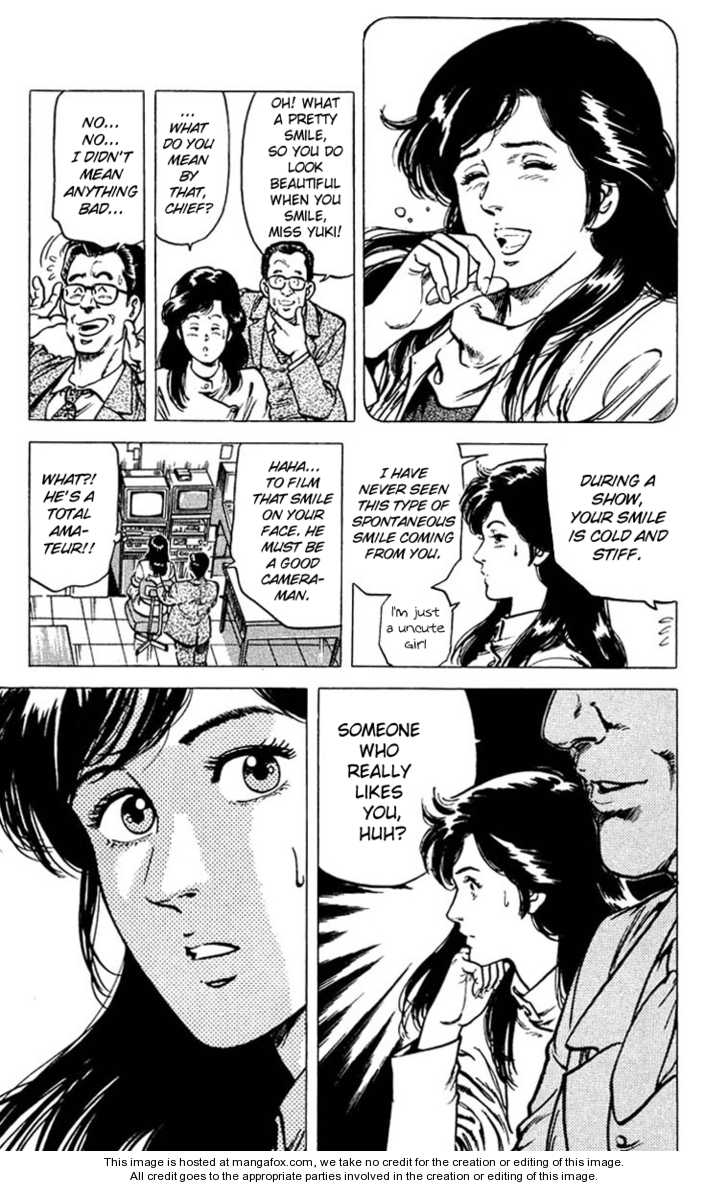 OH! WHAT
A PRETTY
SMILE,
SO YOU DO
LOOK
BEAUTIFUL
WHEN YOU
SMILE,
MISS YUKI!
...
WHAT
DO YOU
MEAN
BY
THAT,
CHIEF?
NO...
NO...
I DIDN'T
MEAN
ANYTHING
BAD...
DURING A
SHOW,
YOUR SMILE
IS COLD AND
STIFF.
I HAVE
NEVER SEEN
THIS TYPE OF
SPONTANEOUS
SMILE COMING
FROM YOU.
I'm just
a uncute
Girl
HAHA...
TO FILM
THAT SMILE
ON YOUR
FACE. HE
MUST BE
A GOOD
CAMERA-
MAN.
WHAT?!
HE'S A
TOTAL
AMA-
TEUR!!
SOMEONE
WHO
REALLY
LIKES
YOU,
HUH?
This image is hosted at mangafox.com, we take no credit for the creation or editing of this image.
All credit goes to the appropriate parties involved in the creation or editing of this image.